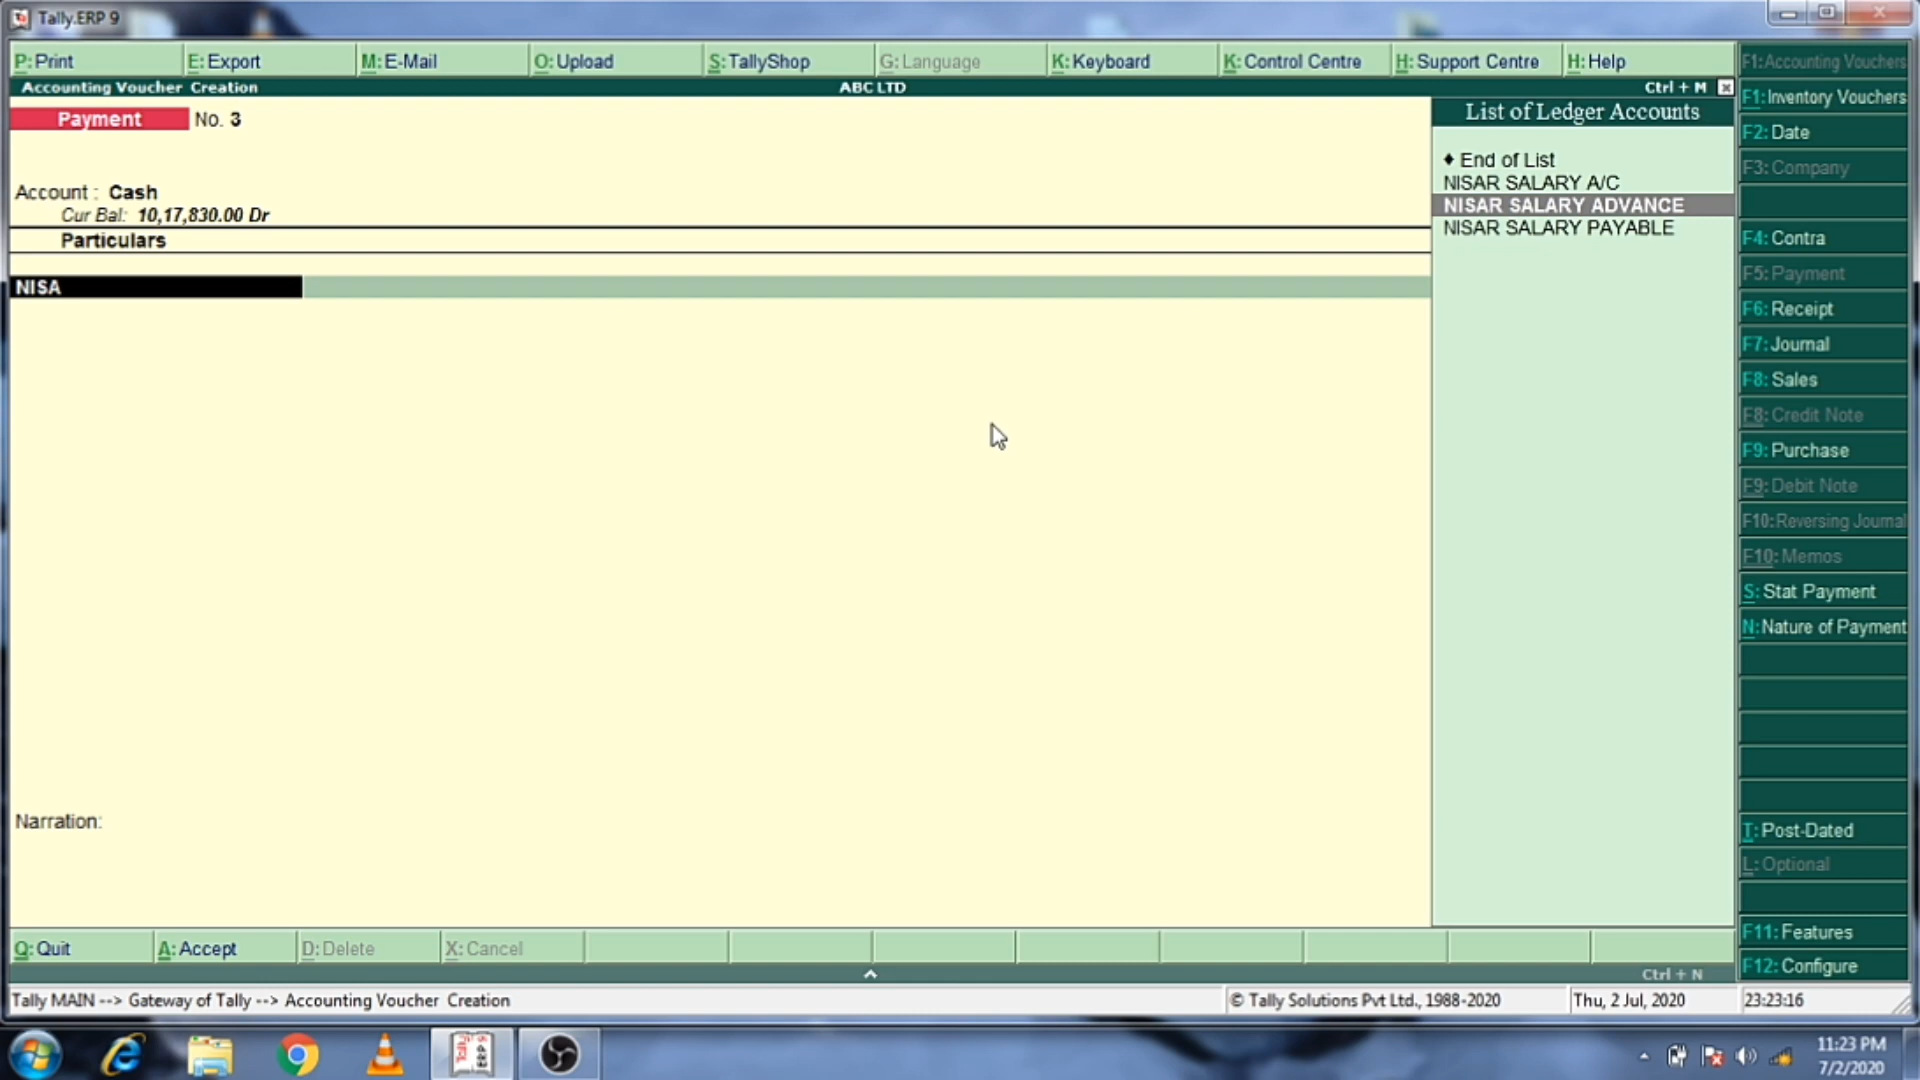 Tally.ERP 9
P: Print
E: Export
M: E-Mail
O: Upload
S: TallyShop
G: Language
K: Keyboard
K: Control Centre
H: Support Centre
H: Help
Accounting Voucher Creation
ABC LTD
Ctrl + M
Payment No. 3
Account : Cash
Cur Bal: 10,17,830.00 Dr
Particulars
NISA
Narration:
List of Ledger Accounts
♦ End of List
NISAR SALARY A/C
NISAR SALARY ADVANCE
NISAR SALARY PAYABLE
F1: Accounting Vouchers
F1: Inventory Vouchers
F2: Date
F3: Company
F4: Contra
F5: Payment
F6: Receipt
F7: Journal
F8: Sales
F8: Credit Note
F9: Purchase
F9: Debit Note
F10: Reversing Journal
F10: Memos
S: Stat Payment
N: Nature of Payment
T: Post-Dated
L: Optional
F11: Features
F12: Configure
Q: Quit
A: Accept
D: Delete
X: Cancel
Ctrl + N
Tally MAIN --> Gateway of Tally --> Accounting Voucher Creation
© Tally Solutions Pvt Ltd., 1988-2020
Thu, 2 Jul, 2020
23:23:16
11:23 PM
7/2/2020